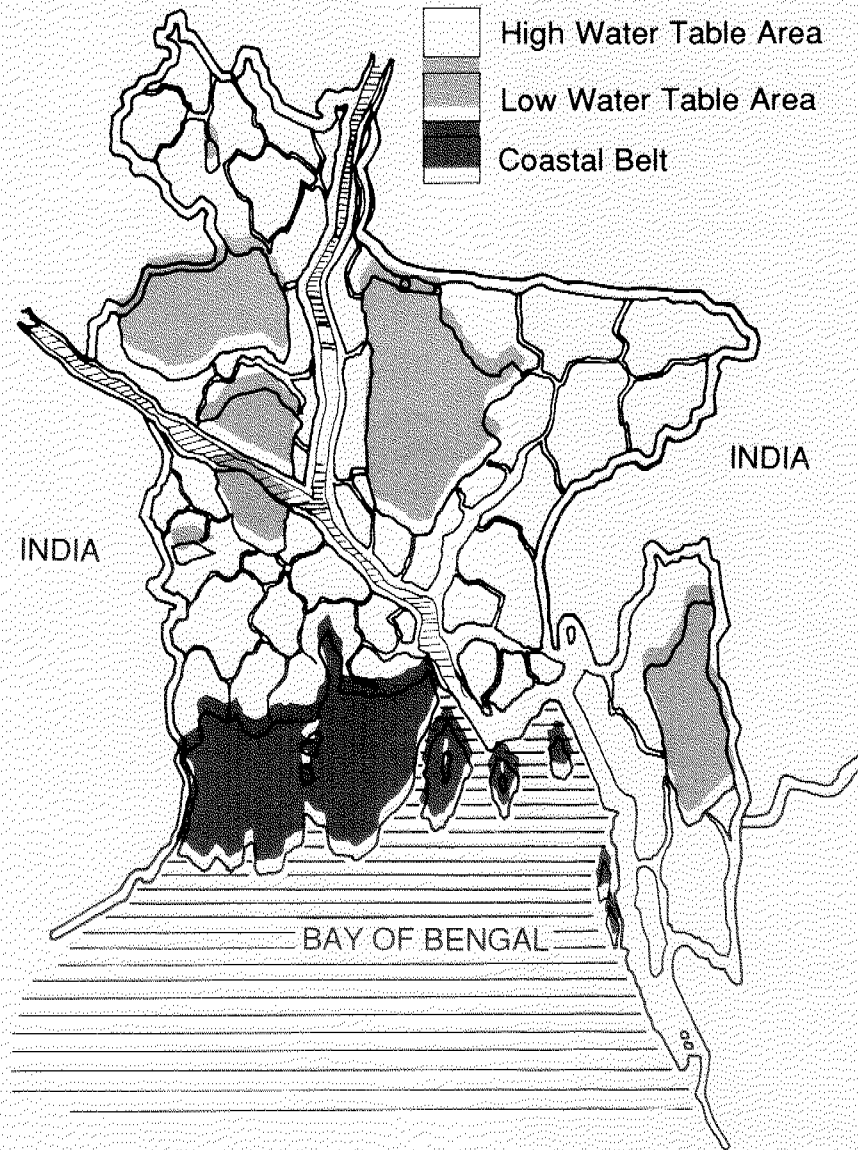 High Water Table Area
Low Water Table Area
Coastal Belt
INDIA
INDIA
BAY OF BENGAL